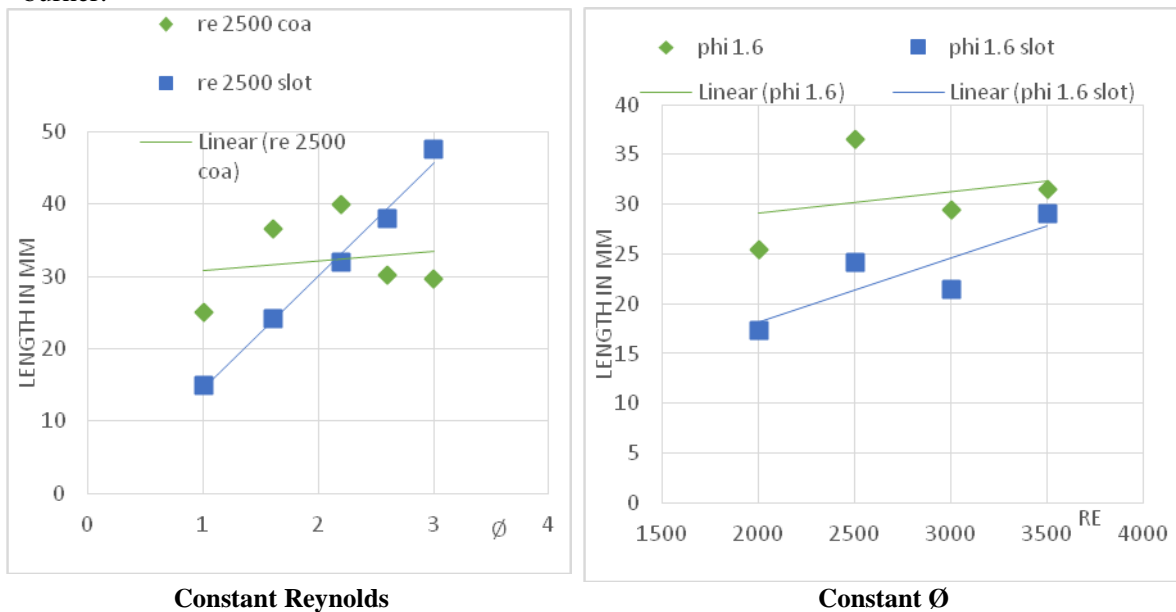 burner.
re 2500 coa
re 2500 slot
Linear (re 2500
coa)
LENGTH IN MM
50
40
30
20
10
0
0 1 2 3 Ø 4
Constant Reynolds
phi 1.6 phi 1.6 slot
Linear (phi 1.6) Linear (phi 1.6 slot)
LENGTH IN MM
40
35
30
25
20
15
10
5
0
RE
1500 2000 2500 3000 3500 4000
Constant Ø